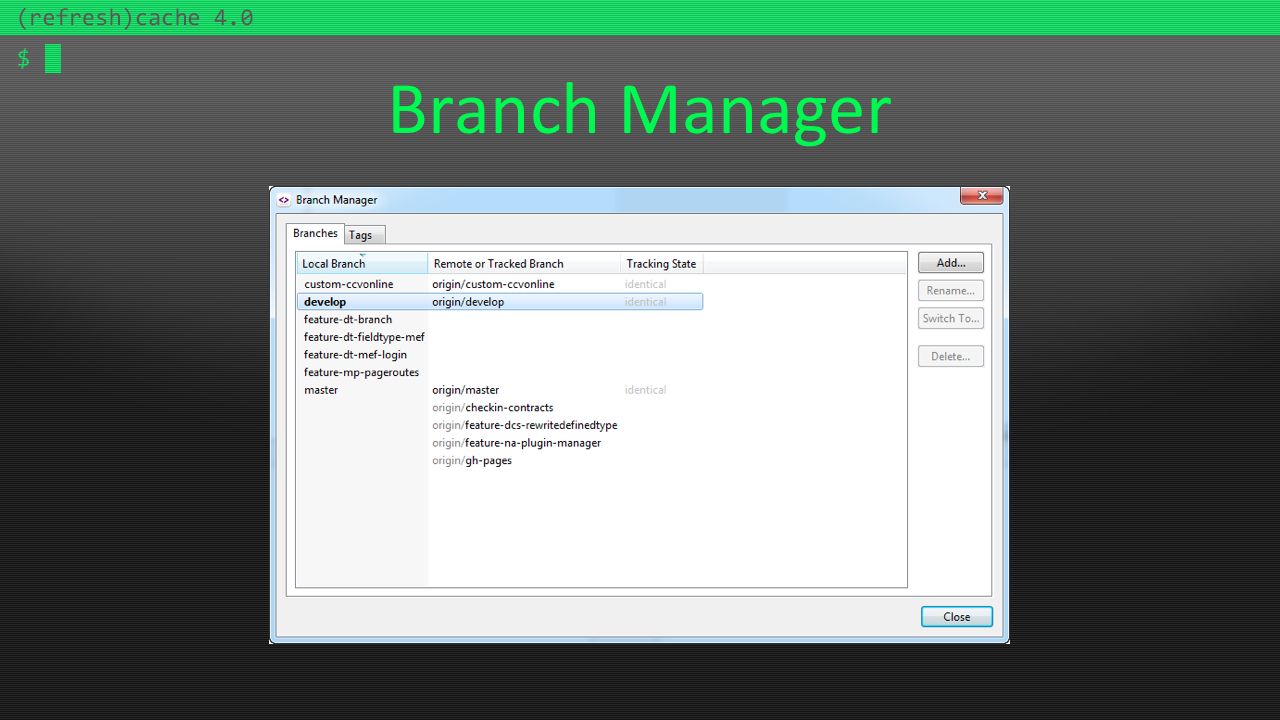 (refresh)cache 4.0
$
Branch Manager
Branch Manager
Branches Tags
Local Branch Remote or Tracked Branch Tracking State
custom-ccvonline origin/custom-ccvonline identical
develop origin/develop identical
feature-dt-branch
feature-dt-fieldtype-mef
feature-dt-mef-login
feature-mp-pageroutes
master origin/master identical
origin/checkin-contracts
origin/feature-dcs-rewritedefinedtype
origin/feature-na-plugin-manager
origin/gh-pages
Add...
Rename...
Switch To...
Delete...
Close